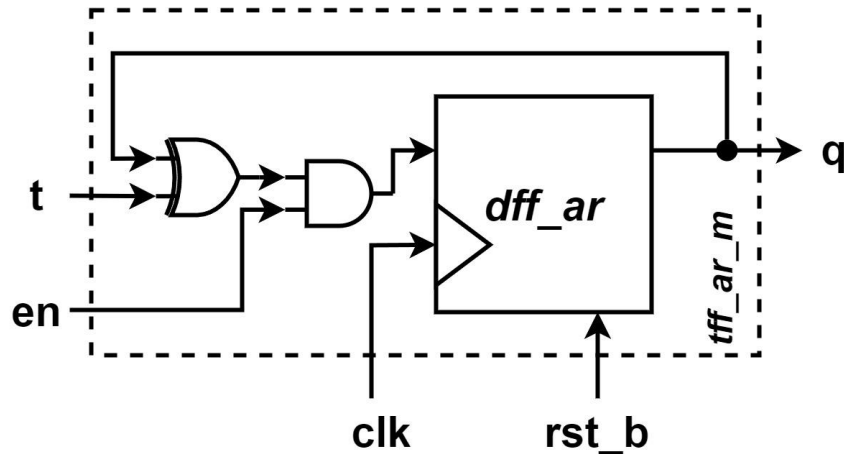 t
en
dff_ar
q
tff_ar_m
clk
rst_b